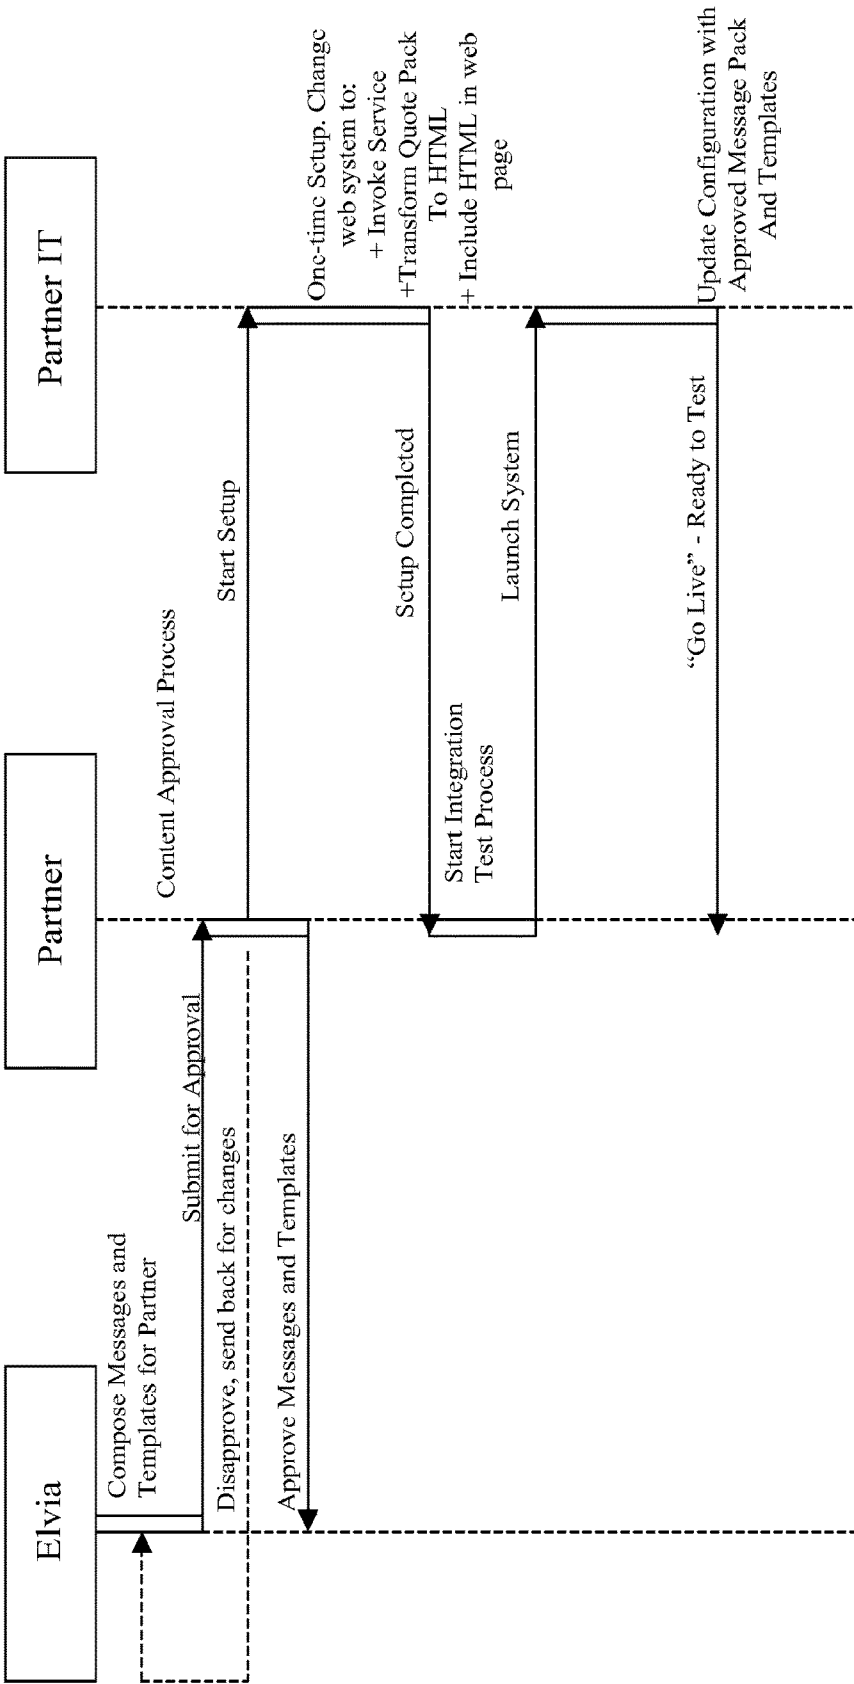 Elvia
Partner
Partner IT
Compose Messages and
Templates for Partner
Content Approval Process
Submit for Approval
Disapprove, send back for changes
Start Setup
Approve Messages and Templates
One-time Setup. Change
web system to:
+ Invoke Service
+Transform Quote Pack
To HTML
+ Include HTML in web
page
Setup Completed
Start Integration
Test Process
Launch System
“Go Live” - Ready to Test
Update Configuration with
Approved Message Pack
And Templates